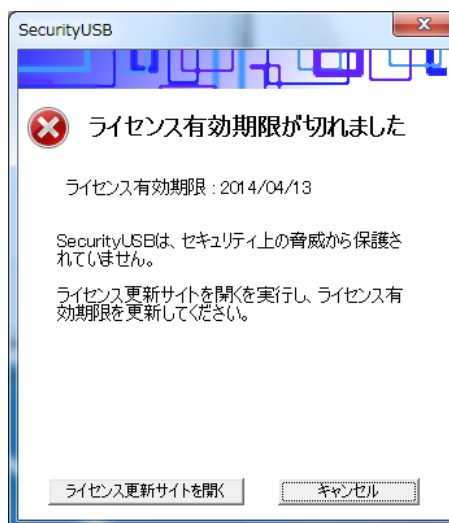 SecurityUSB
ライセンス有効期限が切れました
ライセンス有効期限 : 2014/04/13
SecurityUSBは、セキュリティ上の脅威から保護さ
れていません。
ライセンス更新サイトを開くを実行し、ライセンス有
効期限を更新してください。
ライセンス更新サイトを開く
キャンセル